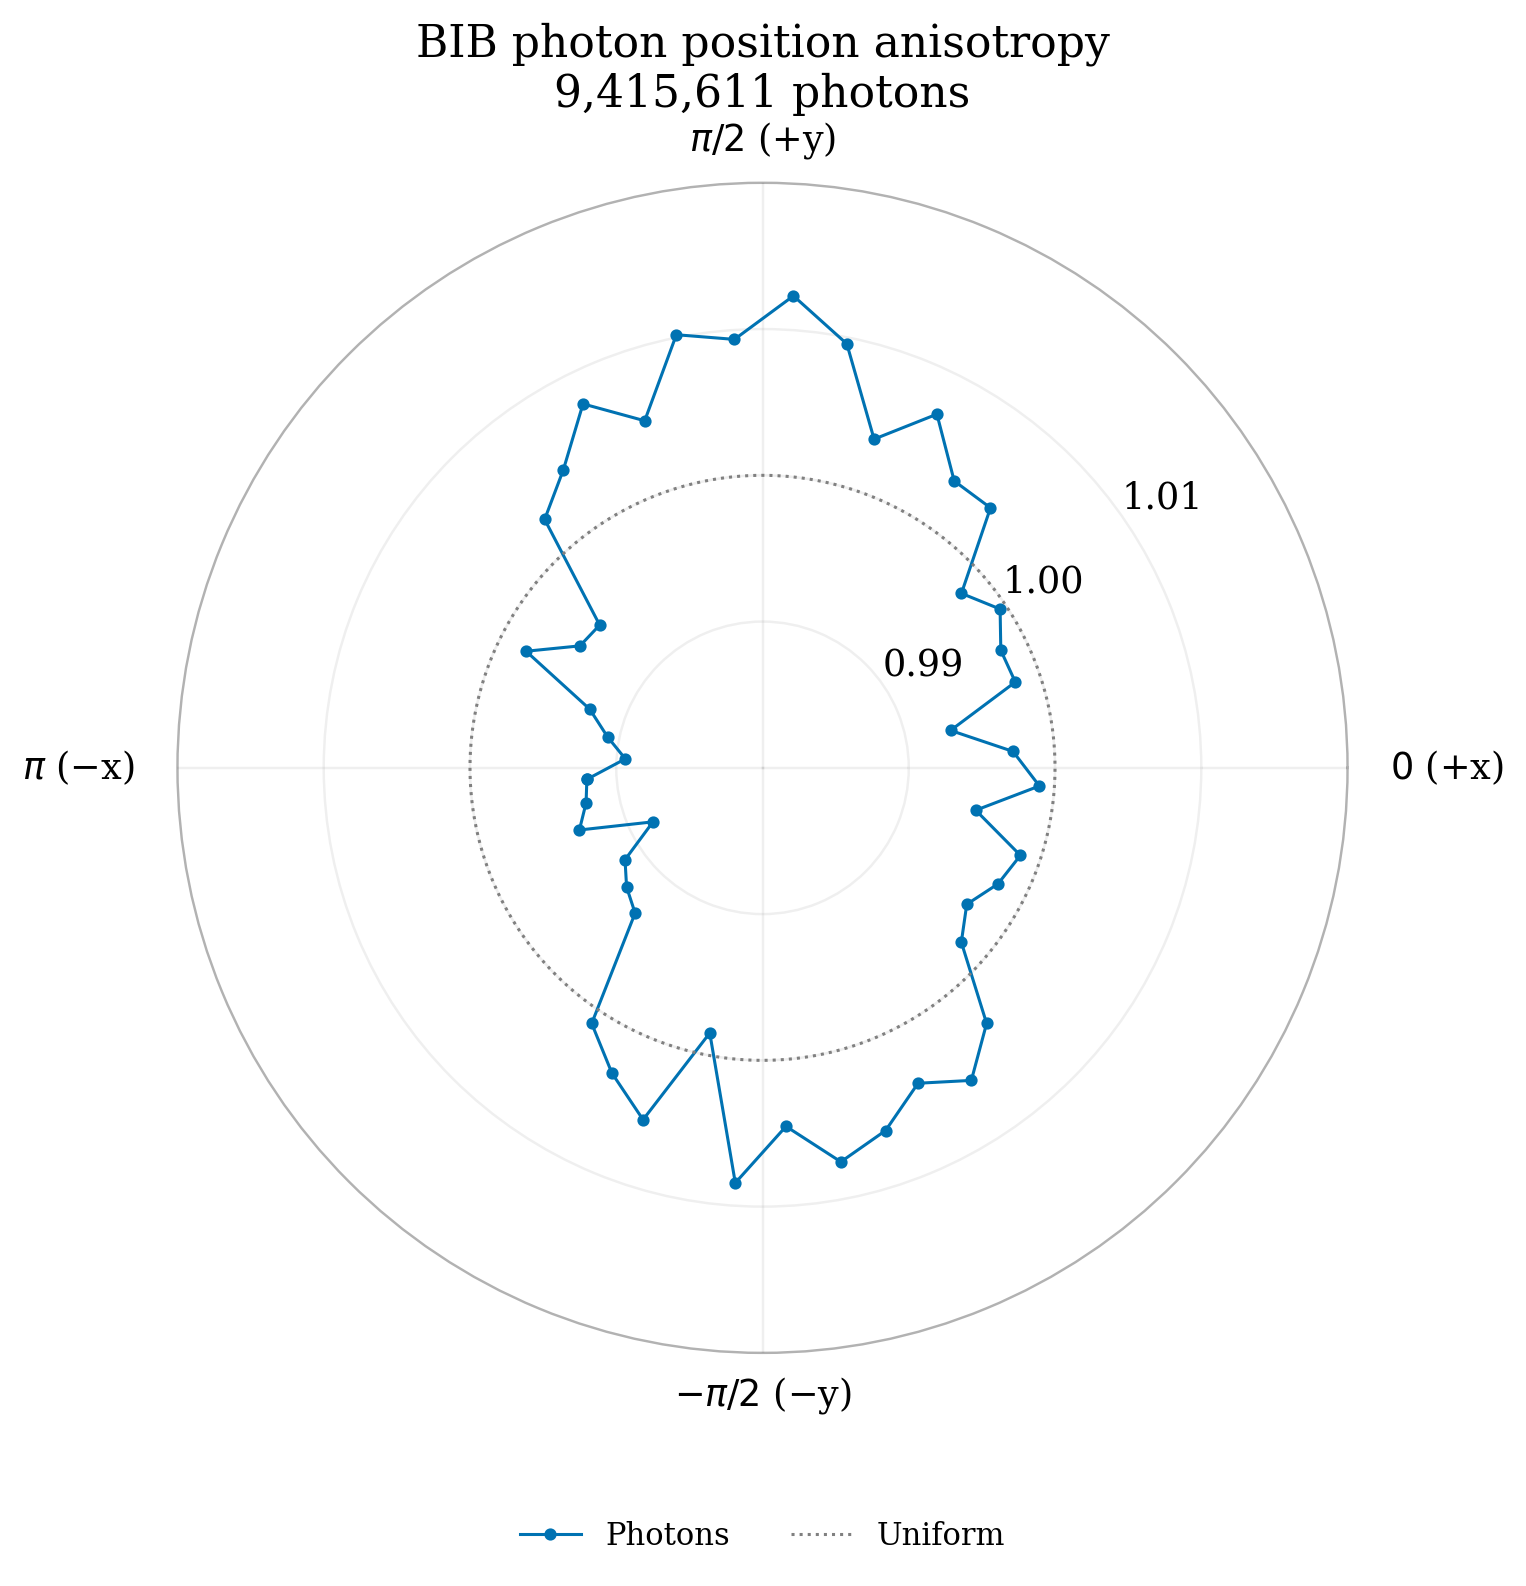 BIB photon position anisotropy
9,415,611 photons
π/2 (+y)
1.01
1.00
0.99
π (−x)
0 (+x)
−π/2 (−y)
Photons
Uniform